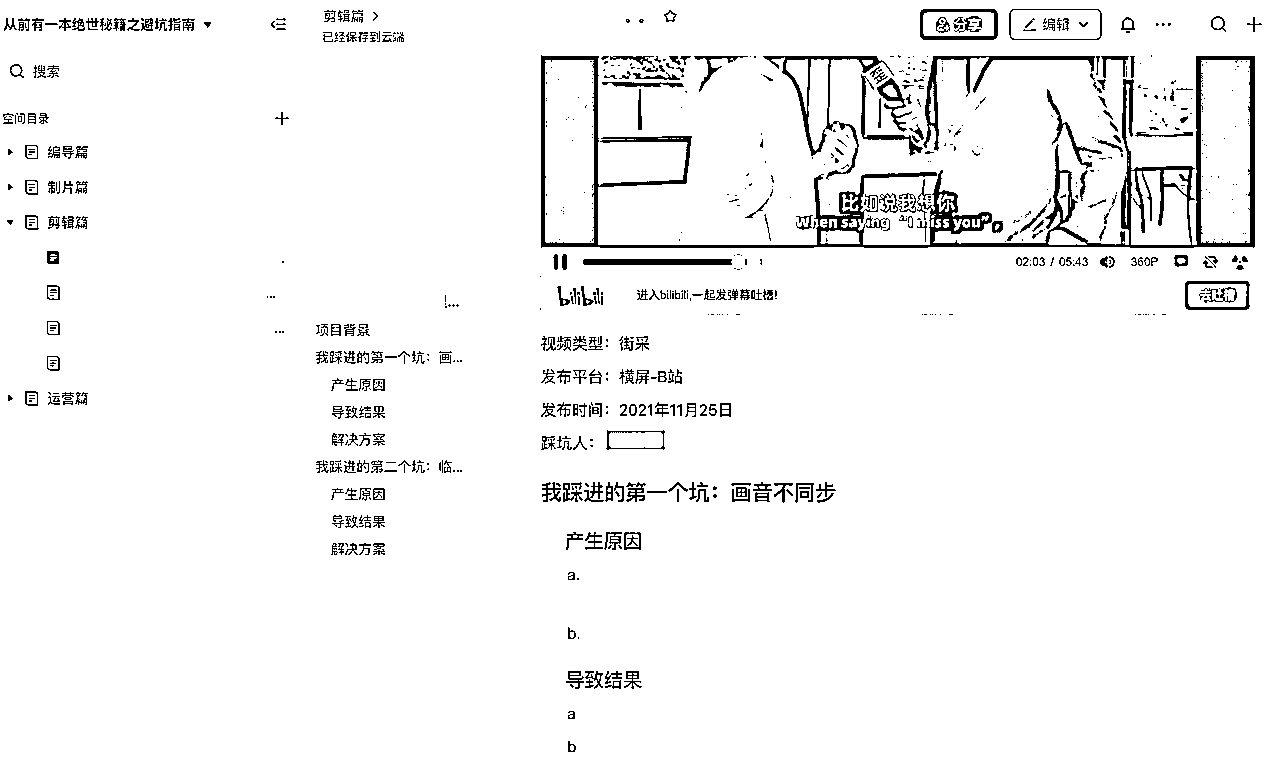 从前有一本绝世秘籍之避坑指南
搜索
空间目录
编导篇
制片篇
剪辑篇
...
...
运营篇
剪辑篇 >
已经保存到云端
分享
编辑
比如说我想你
When saying “I miss you”,
02:03 / 05:43
360P
bilibili
进入bilibili,一起发弹幕吐槽!
去吐槽
项目背景
我踩进的第一个坑：画...
产生原因
导致结果
解决方案
我踩进的第二个坑：临...
产生原因
导致结果
解决方案
视频类型：街采
发布平台：横屏-B站
发布时间：2021年11月25日
踩坑人：
我踩进的第一个坑：画音不同步
产生原因
a.
b.
导致结果
a
b